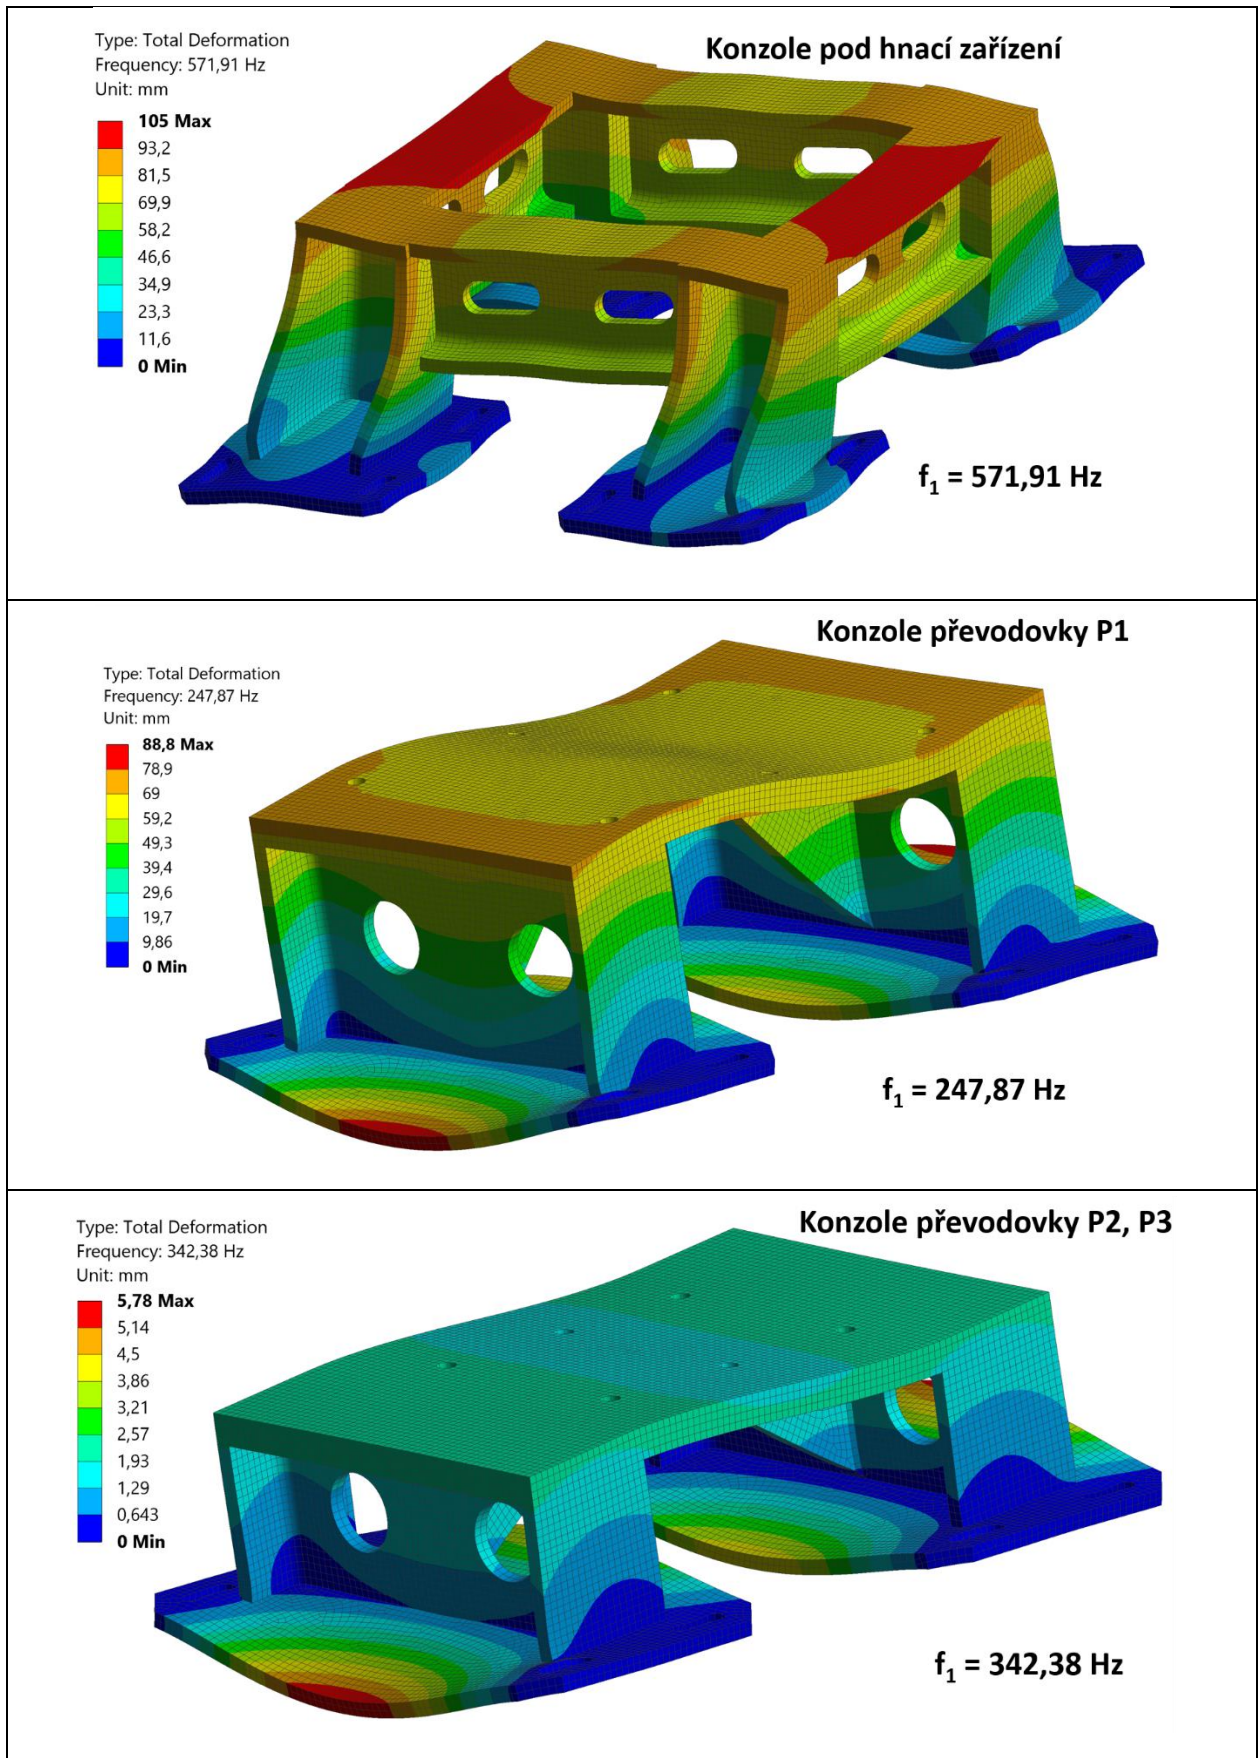 Type: Total Deformation
Frequency: 571,91 Hz
Unit: mm
Konzole pod hnací zařízení
105 Max
93,2
81,5
69,9
58,2
46,6
34,9
23,3
11,6
0 Min
f₁ = 571,91 Hz
Konzole převodovky P1
Type: Total Deformation
Frequency: 247,87 Hz
Unit: mm
88,8 Max
78,9
69
59,2
49,3
39,4
29,6
19,7
9,86
0 Min
f₁ = 247,87 Hz
Konzole převodovky P2, P3
Type: Total Deformation
Frequency: 342,38 Hz
Unit: mm
5,78 Max
5,14
4,5
3,86
3,21
2,57
1,93
1,29
0,643
0 Min
f₁ = 342,38 Hz